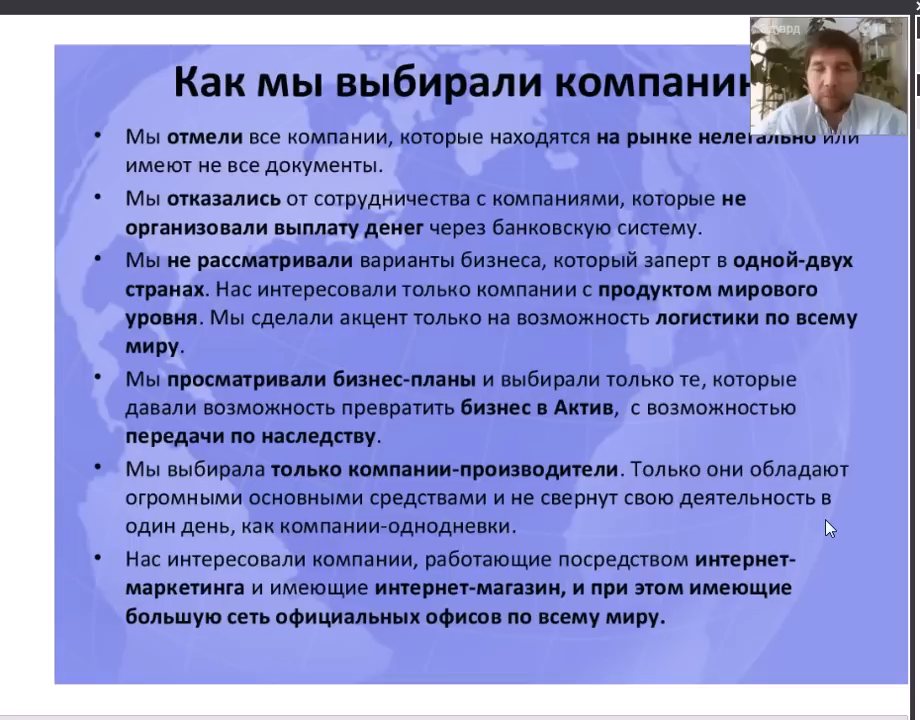 Как мы выбирали компанию
Эдуард
• Мы отмели все компании, которые находятся на рынке нелегально или
имеют не все документы.
• Мы отказались от сотрудничества с компаниями, которые не
организовали выплату денег через банковскую систему.
• Мы не рассматривали варианты бизнеса, который заперт в одной-двух
странах. Нас интересовали только компании с продуктом мирового
уровня. Мы сделали акцент только на возможность логистики по всему
миру.
• Мы просматривали бизнес-планы и выбирали только те, которые
давали возможность превратить бизнес в Актив, с возможностью
передачи по наследству.
• Мы выбирала только компании-производители. Только они обладают
огромными основными средствами и не свернут свою деятельность в
один день, как компании-однодневки.
• Нас интересовали компании, работающие посредством интернет-
маркетинга и имеющие интернет-магазин, и при этом имеющие
большую сеть официальных офисов по всему миру.